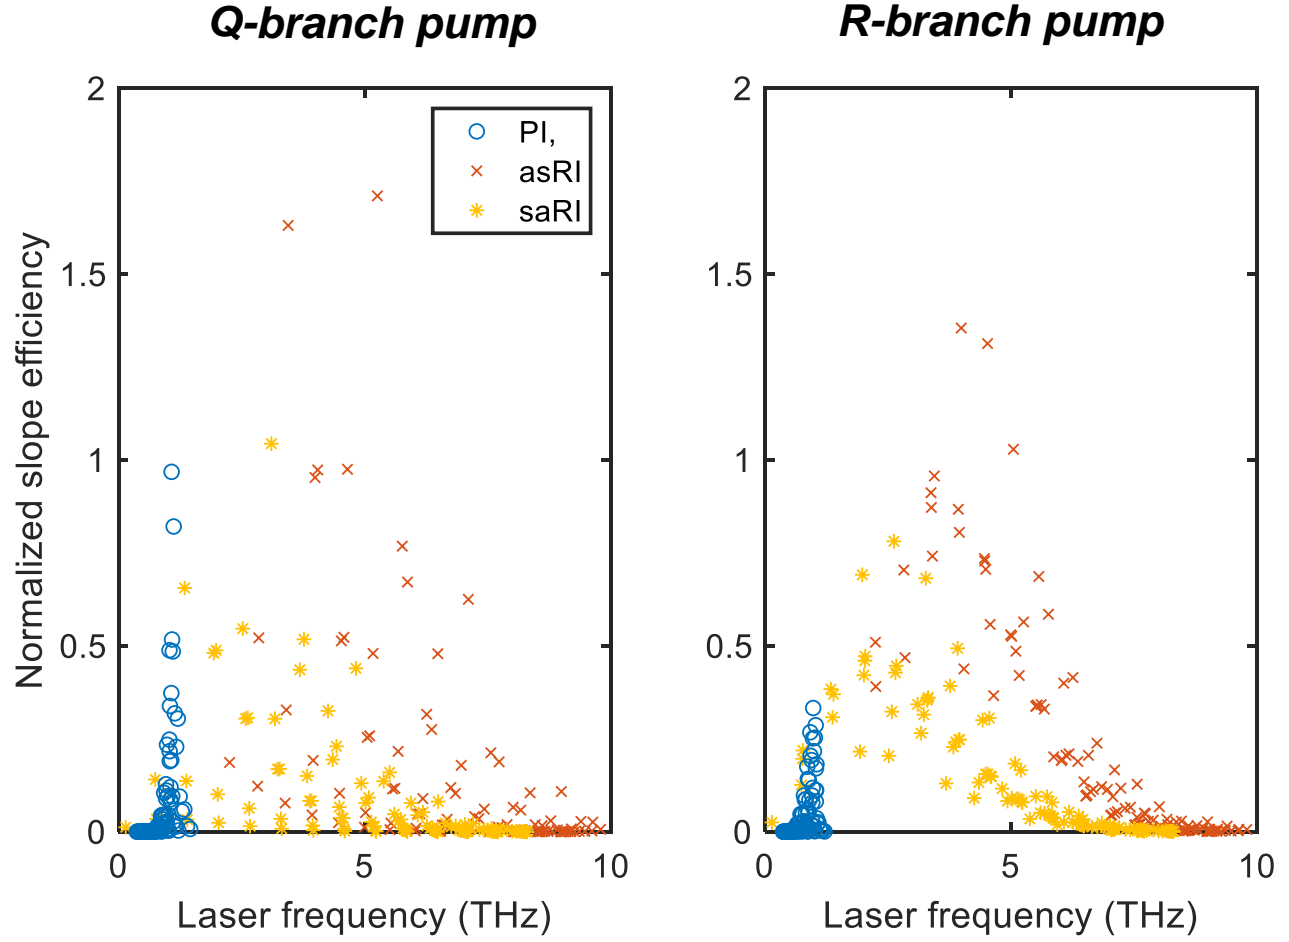 Q-branch pump
R-branch pump
2
1.5
1
0.5
0
0
5
10
PI,
asRI
saRI
Normalized slope efficiency
Laser frequency (THz)
2
1.5
1
0.5
0
0
5
10
Laser frequency (THz)